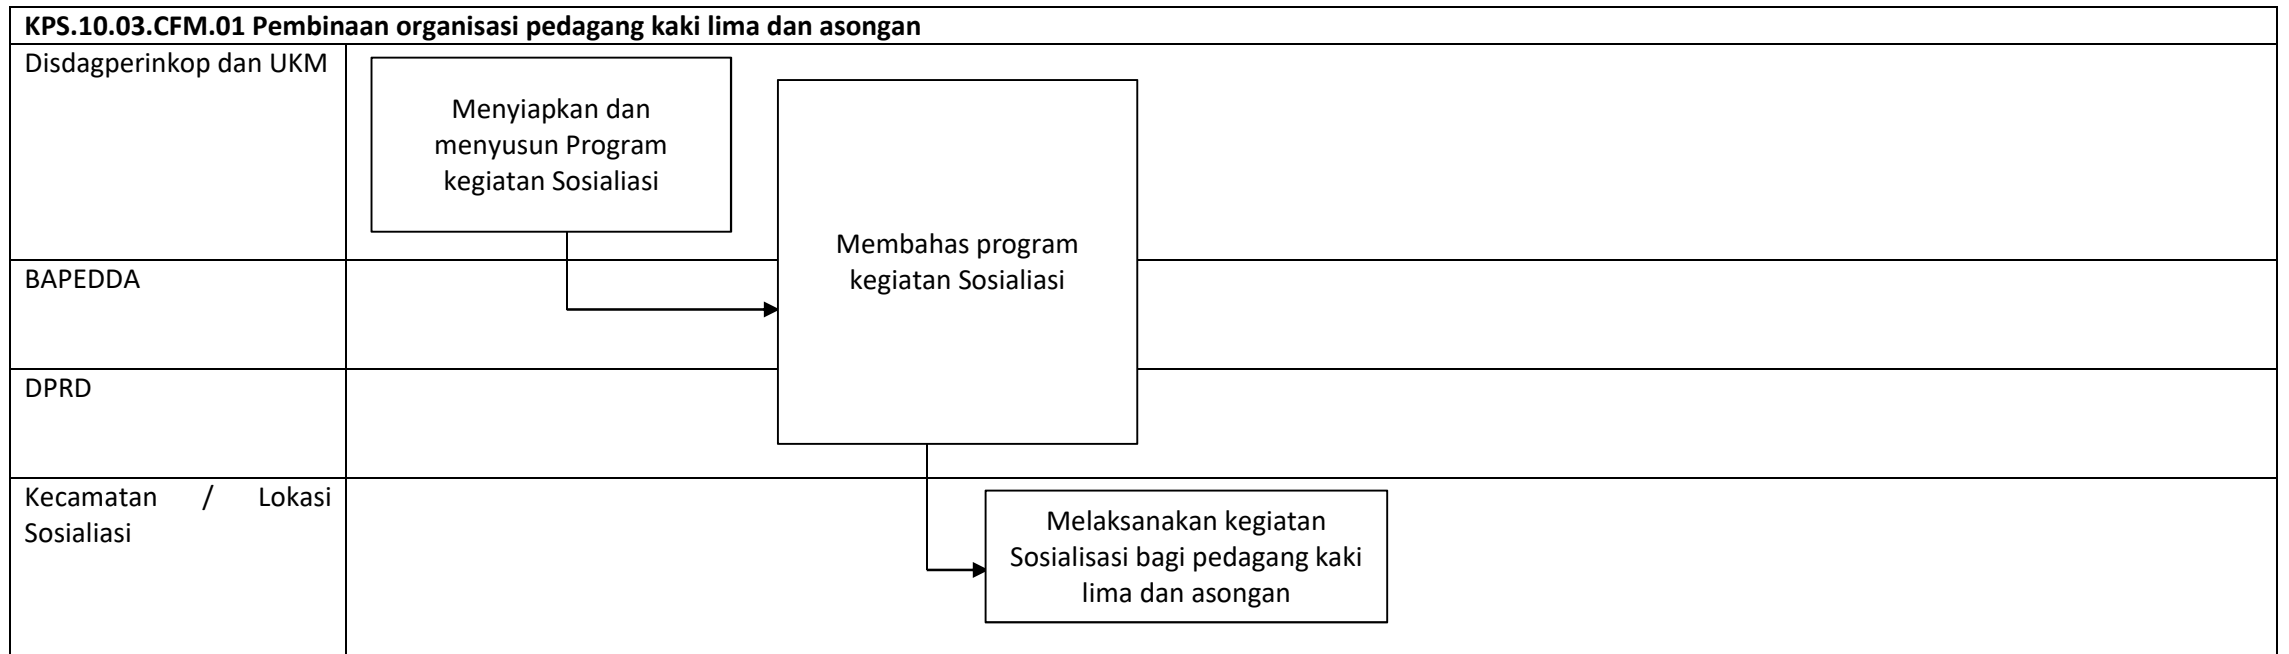 KPS.10.03.CFM.01 Pembinaan organisasi pedagang kaki lima dan asongan
Disdagperinkop dan UKM
Menyiapkan dan
menyusun Program
kegiatan Sosialiasi
Membahas program
kegiatan Sosialiasi
BAPEDDA
DPRD
Kecamatan / Lokasi
Sosialiasi
Melaksanakan kegiatan
Sosialisasi bagi pedagang kaki
lima dan asongan